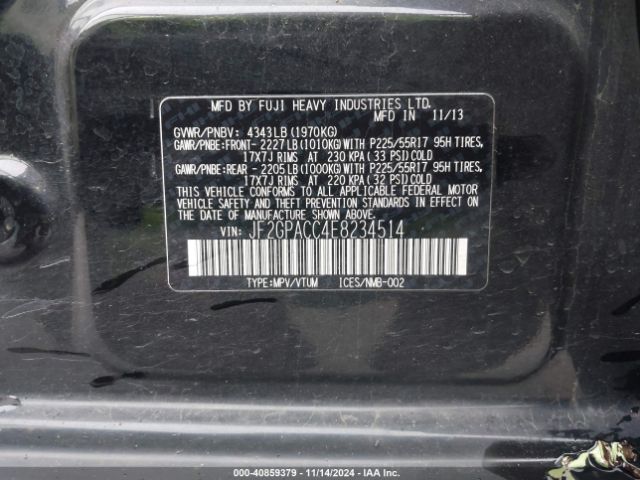 MFD BY FUJI HEAVY INDUSTRIES LTD.
MFD IN 11/13
GVWR/PNBV: 4343LB(1970KG)
GAWR/PNBE:FRONT- 2227LB(1010KG)WITH P225/55R17 95H TIRES,
17X7J RIMS AT 230 KPA(33 PSI)COLD
GAWR/PNBE:REAR - 2205LB(1000KG)WITH P225/55R17 95H TIRES,
17X7J RIMS AT 220 KPA(32 PSI)COLD
THIS VEHICLE CONFORMS TO ALL APPLICABLE FEDERAL MOTOR
VEHICLE SAFETY AND THEFT PREVENTION STANDARDS IN EFFECT
ON THE DATE OF MANUFACTURE SHOWN ABOVE.
VIN: JF2GPACC4E8234514
TYPE:MPV/VTUM ICES/NMB-002
000-40859379 - 11/14/2024 - IAA Inc.